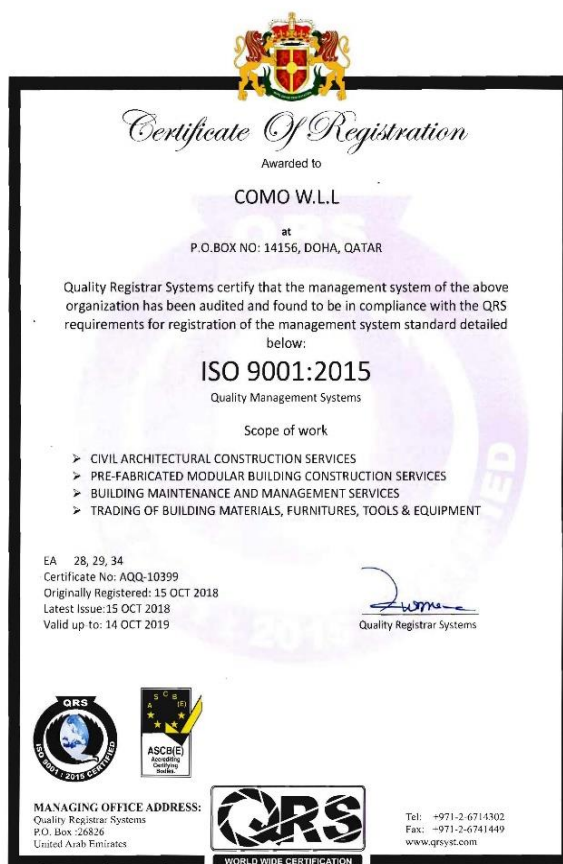 Certificate Of Registration
Awarded to
COMO W.L.L
at
P.O.BOX NO: 14156, DOHA, QATAR
Quality Registrar Systems certify that the management system of the above
organization has been audited and found to be in compliance with the QRS
requirements for registration of the management system standard detailed
below:
ISO 9001:2015
Quality Management Systems
Scope of work
➢ CIVIL ARCHITECTURAL CONSTRUCTION SERVICES
➢ PRE-FABRICATED MODULAR BUILDING CONSTRUCTION SERVICES
➢ BUILDING MAINTENANCE AND MANAGEMENT SERVICES
➢ TRADING OF BUILDING MATERIALS, FURNITURES, TOOLS & EQUIPMENT
EA 28, 29, 34
Certificate No: AQQ-10399
Originally Registered: 15 OCT 2018
Latest Issue:15 OCT 2018
Valid up-to: 14 OCT 2019
Quality Registrar Systems
QRS
ISO 9001 : 2015 CERTIFIED
A S C B (E)
ASCB(E)
Accrediting
Certifying
Bodies.
MANAGING OFFICE ADDRESS:
Quality Registrar Systems
P.O. Box :26826
United Arab Emirates
QRS
WORLD WIDE CERTIFICATION
Tel: +971-2-6714302
Fax: +971-2-6741449
www.qrsyst.com